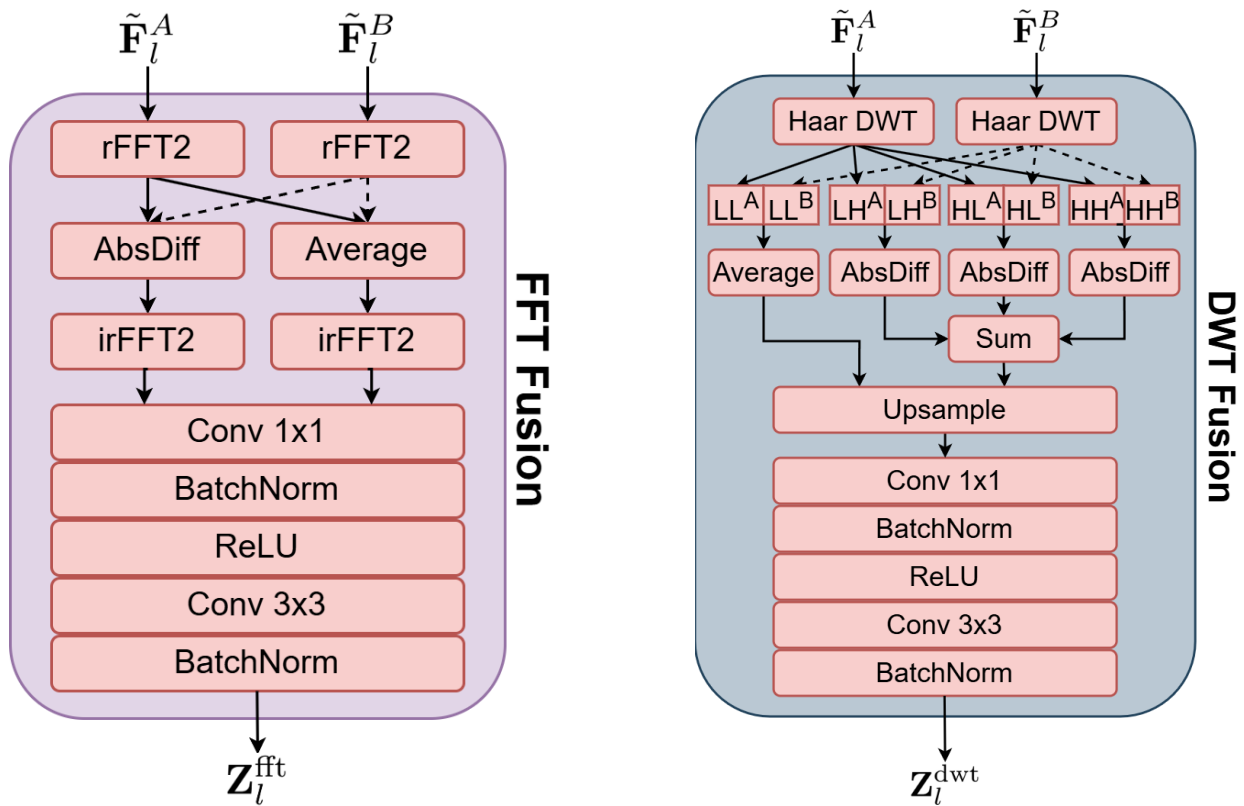 F̃_l^A F̃_l^B
rFFT2 rFFT2
AbsDiff Average
irFFT2 irFFT2
Conv 1x1
BatchNorm
ReLU
Conv 3x3
BatchNorm
Z_l^fft
FFT Fusion
F̃_l^A F̃_l^B
Haar DWT Haar DWT
LL^A LL^B LH^A LH^B HL^A HL^B HH^A HH^B
Average AbsDiff AbsDiff AbsDiff
Sum
Upsample
Conv 1x1
BatchNorm
ReLU
Conv 3x3
BatchNorm
Z_l^dwt
DWT Fusion